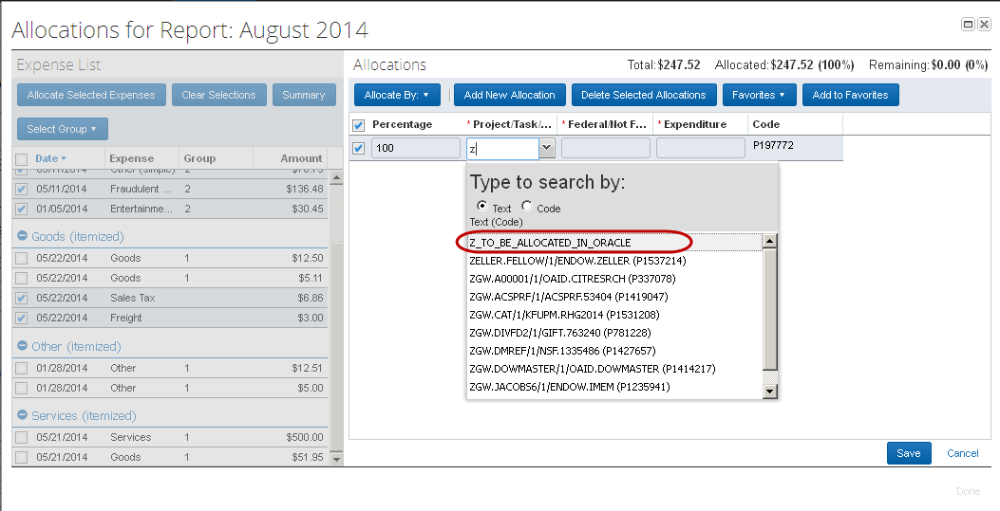 Allocations for Report: August 2014
Expense List
Allocate Selected Expenses Clear Selections Summary
Select Group
Date Expense Group Amount
05/11/2014 Other (simple) 2
05/11/2014 Fraudulent ... 2 $136.48
01/05/2014 Entertainme... 2 $30.45
Goods (itemized)
05/22/2014 Goods 1 $12.50
05/22/2014 Goods 1 $5.11
05/22/2014 Sales Tax 1 $6.86
05/22/2014 Freight 1 $3.00
Other (itemized)
01/28/2014 Other 1 $12.51
01/28/2014 Other 1 $5.00
Services (itemized)
05/21/2014 Services 1 $500.00
05/21/2014 Goods 1 $51.95
Allocations Total:$247.52 Allocated:$247.52 (100%) Remaining:$0.00 (0%)
Allocate By: Add New Allocation Delete Selected Allocations Favorites Add to Favorites
Percentage * Project/Task/... * Federal/Not F... * Expenditure Code
100 z P197772
Type to search by:
Text Code
Text (Code)
Z_TO_BE_ALLOCATED_IN_ORACLE
ZELLER.FELLOW/1/ENDOW.ZELLER (P1537214)
ZGW.A00001/1/OAID.CITRESRCH (P337078)
ZGW.ACSPRF/1/ACSPRF.53404 (P1419047)
ZGW.CAT/1/KFUPM.RHG2014 (P1531208)
ZGW.DIVFD2/1/GIFT.763240 (P781228)
ZGW.DMREF/1/NSF.1335486 (P1427657)
ZGW.DOWMASTER/1/OAID.DOWMASTER (P1414217)
ZGW.JACOBS6/1/ENDOW.IMEM (P1235941)
Save Cancel
Done